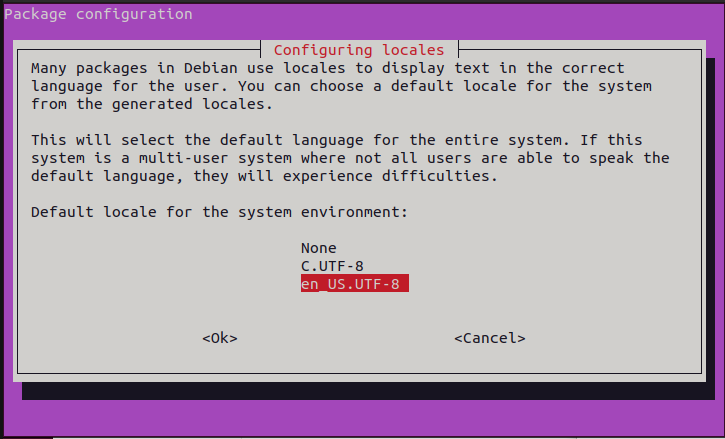 Package configuration
Configuring locales
Many packages in Debian use locales to display text in the correct
language for the user. You can choose a default locale for the system
from the generated locales.
This will select the default language for the entire system. If this
system is a multi-user system where not all users are able to speak the
default language, they will experience difficulties.
Default locale for the system environment:
None
C.UTF-8
en_US.UTF-8
<Ok> <Cancel>